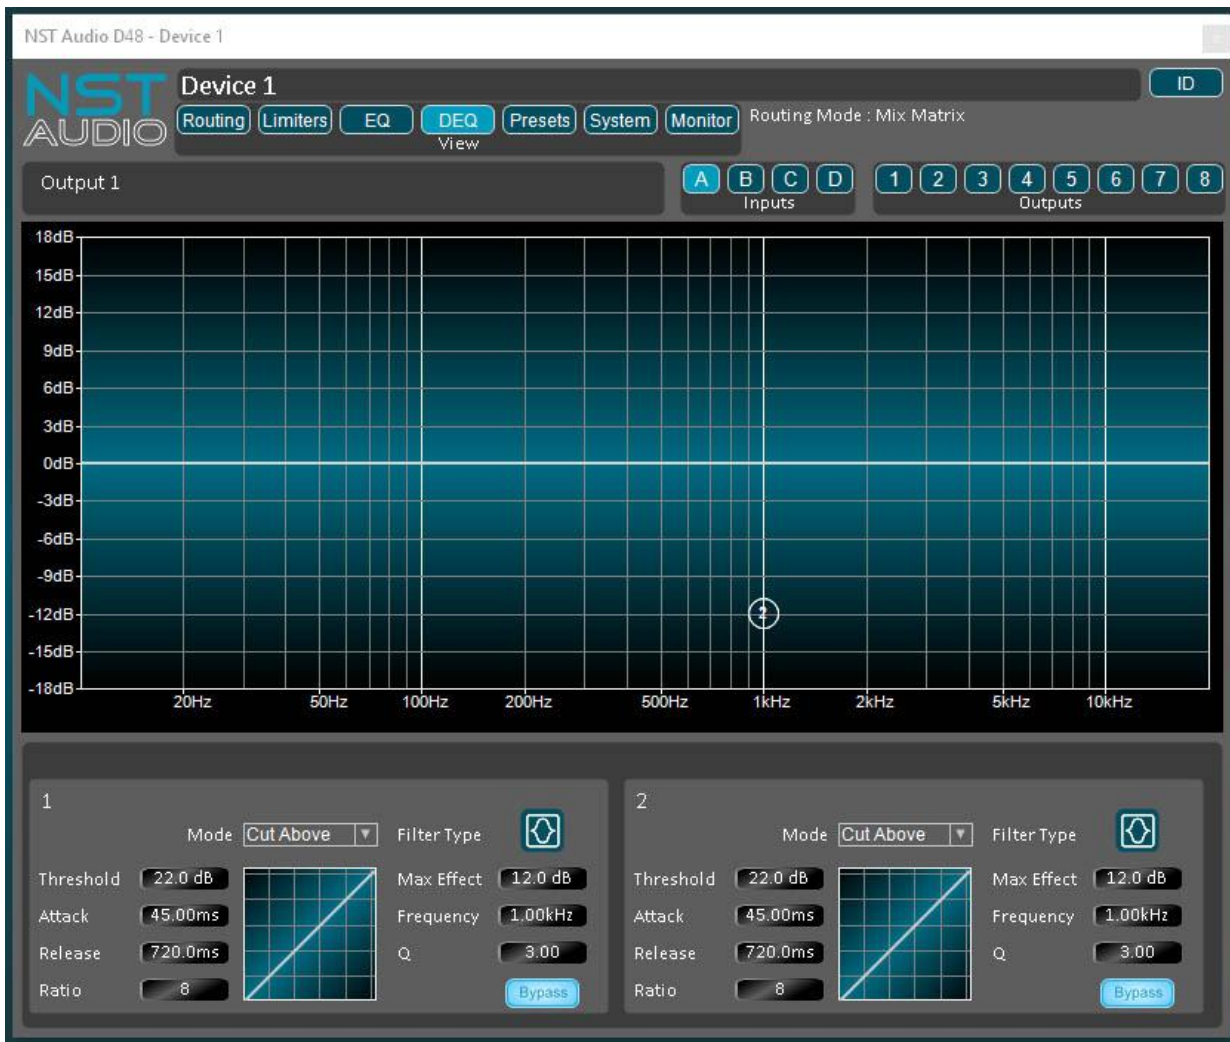 NST Audio D48 - Device 1
NST
AUDIO
Device 1
ID
Routing Limiters EQ DEQ Presets System Monitor
View
Routing Mode : Mix Matrix
Output 1
A B C D
Inputs
1 2 3 4 5 6 7 8
Outputs
18dB
15dB
12dB
9dB
6dB
3dB
0dB
-3dB
-6dB
-9dB
-12dB
-15dB
-18dB
2
20Hz 50Hz 100Hz 200Hz 500Hz 1kHz 2kHz 5kHz 10kHz
1
Mode Cut Above Filter Type
Threshold 22.0 dB Max Effect 12.0 dB
Attack 45.00ms Frequency 1.00kHz
Release 720.0ms Q 3.00
Ratio 8 Bypass
2
Mode Cut Above Filter Type
Threshold 22.0 dB Max Effect 12.0 dB
Attack 45.00ms Frequency 1.00kHz
Release 720.0ms Q 3.00
Ratio 8 Bypass